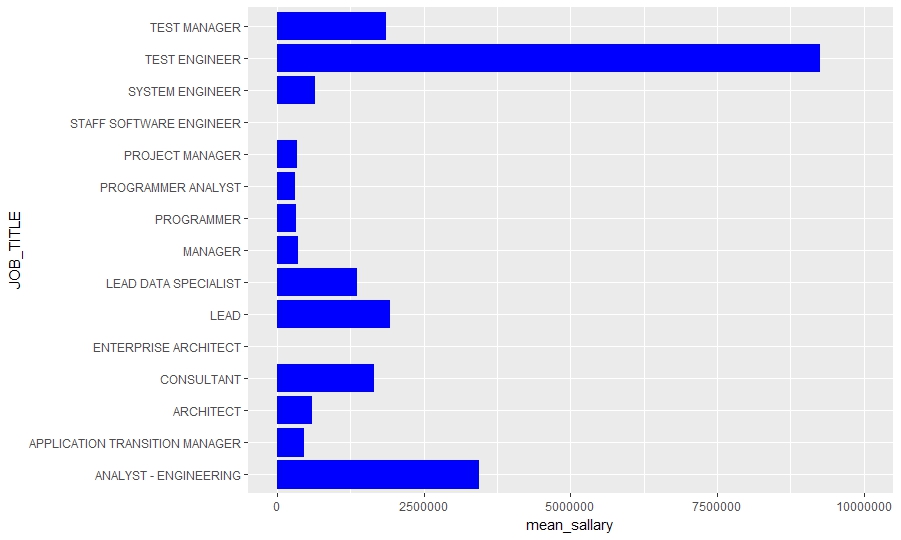 TEST MANAGER
TEST ENGINEER
SYSTEM ENGINEER
STAFF SOFTWARE ENGINEER
PROJECT MANAGER
PROGRAMMER ANALYST
PROGRAMMER
MANAGER
LEAD DATA SPECIALIST
LEAD
ENTERPRISE ARCHITECT
CONSULTANT
ARCHITECT
APPLICATION TRANSITION MANAGER
ANALYST - ENGINEERING
JOB_TITLE
0 2500000 5000000 7500000 10000000
mean_sallary